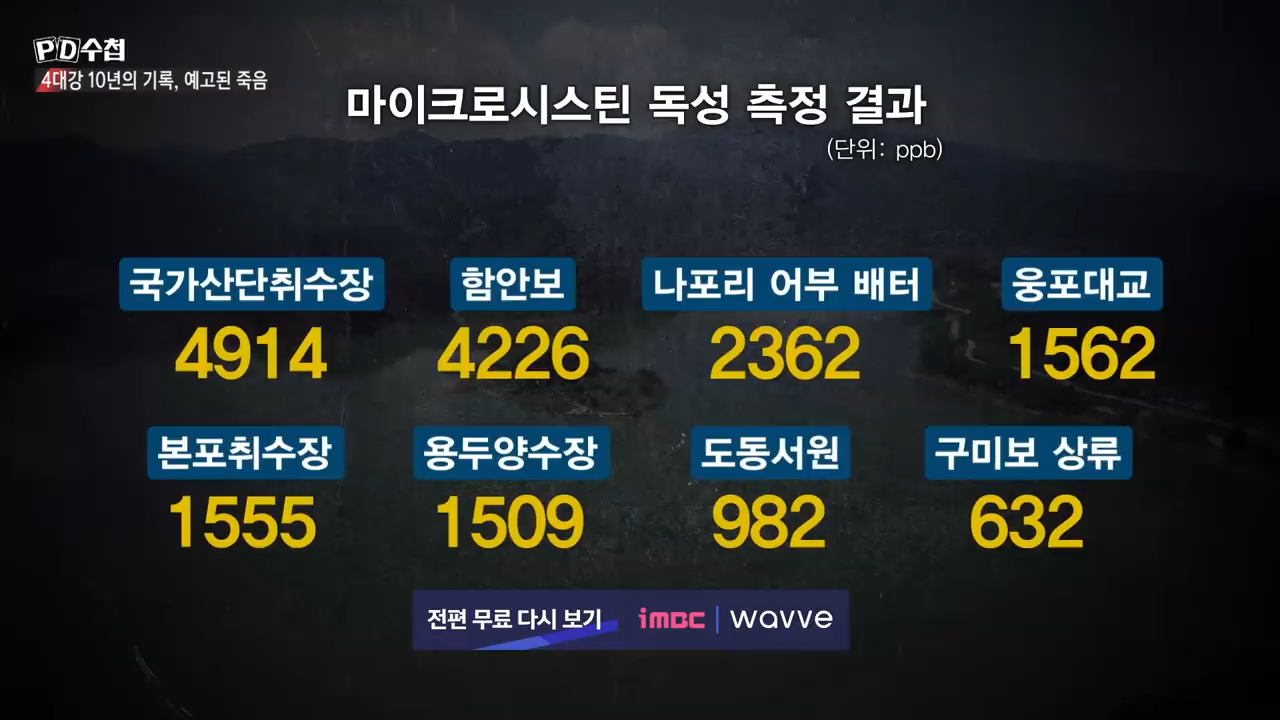 PD수첩
4대강 10년의 기록, 예고된 죽음
마이크로시스틴 독성 측정 결과
(단위: ppb)
국가산단취수장 함안보 나포리 어부 배터 웅포대교
4914 4226 2362 1562
본포취수장 용두양수장 도동서원 구미보 상류
1555 1509 982 632
전편 무료 다시 보기 iMBC | wavve